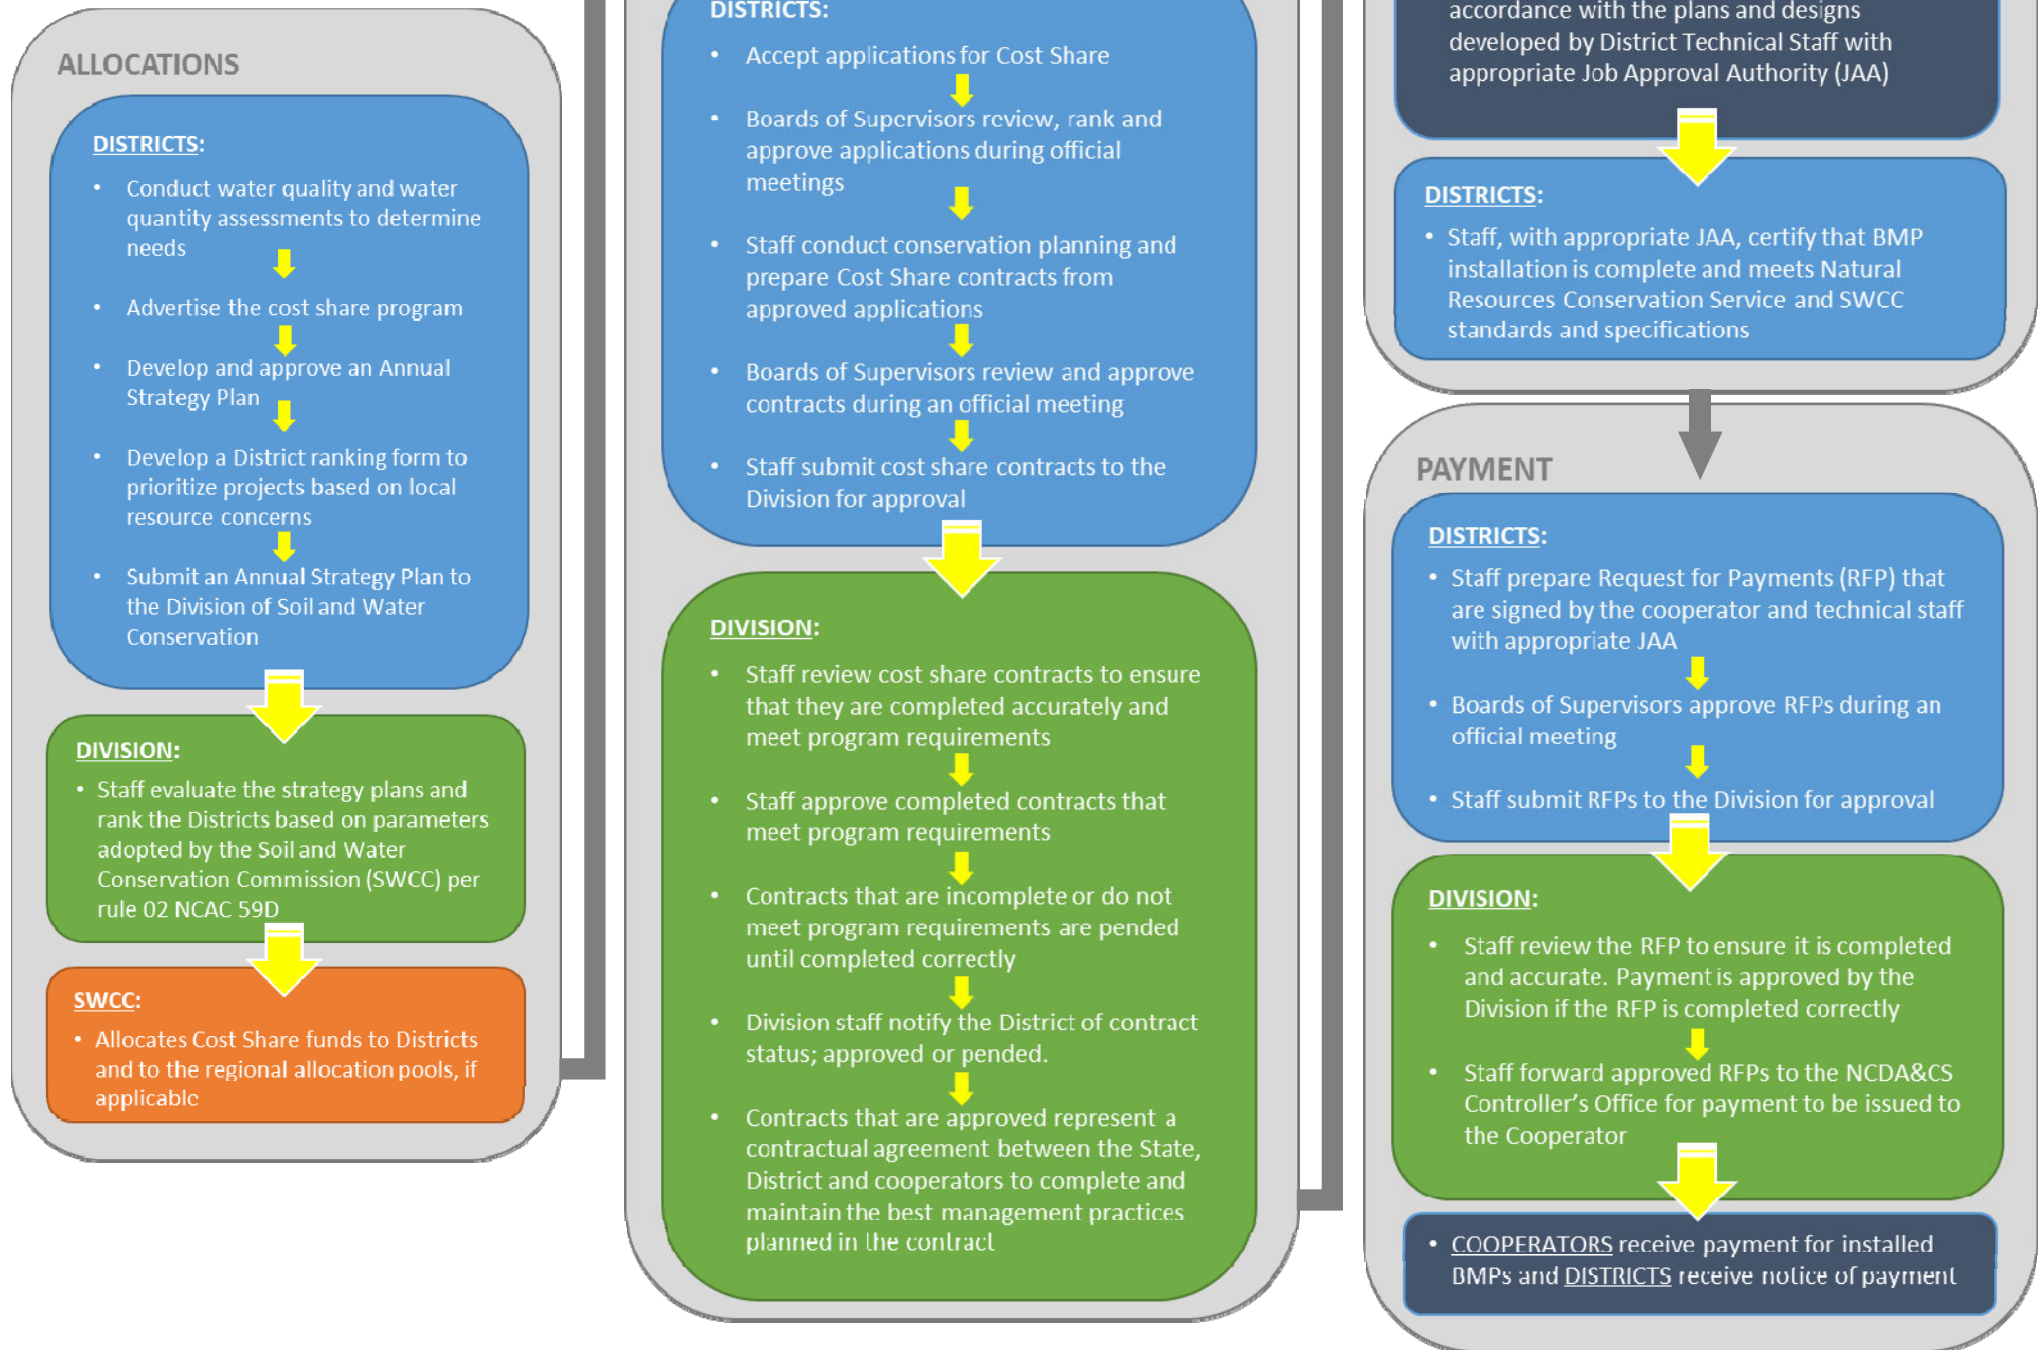 ALLOCATIONS
DISTRICTS:
• Conduct water quality and water
quantity assessments to determine
needs
• Advertise the cost share program
• Develop and approve an Annual
Strategy Plan
• Develop a District ranking form to
prioritize projects based on local
resource concerns
• Submit an Annual Strategy Plan to
the Division of Soil and Water
Conservation
DIVISION:
• Staff evaluate the strategy plans and
rank the Districts based on parameters
adopted by the Soil and Water
Conservation Commission (SWCC) per
rule 02 NCAC 59D
SWCC:
• Allocates Cost Share funds to Districts
and to the regional allocation pools, if
applicable
DISTRICTS:
• Accept applications for Cost Share
• Boards of Supervisors review, rank and
approve applications during official
meetings
• Staff conduct conservation planning and
prepare Cost Share contracts from
approved applications
• Boards of Supervisors review and approve
contracts during an official meeting
• Staff submit cost share contracts to the
Division for approval
DIVISION:
• Staff review cost share contracts to ensure
that they are completed accurately and
meet program requirements
• Staff approve completed contracts that
meet program requirements
• Contracts that are incomplete or do not
meet program requirements are pended
until completed correctly
• Division staff notify the District of contract
status; approved or pended.
• Contracts that are approved represent a
contractual agreement between the State,
District and cooperators to complete and
maintain the best management practices
planned in the contract
accordance with the plans and designs
developed by District Technical Staff with
appropriate Job Approval Authority (JAA)
DISTRICTS:
• Staff, with appropriate JAA, certify that BMP
installation is complete and meets Natural
Resources Conservation Service and SWCC
standards and specifications
PAYMENT
DISTRICTS:
• Staff prepare Request for Payments (RFP) that
are signed by the cooperator and technical staff
with appropriate JAA
• Boards of Supervisors approve RFPs during an
official meeting
• Staff submit RFPs to the Division for approval
DIVISION:
• Staff review the RFP to ensure it is completed
and accurate. Payment is approved by the
Division if the RFP is completed correctly
• Staff forward approved RFPs to the NCDA&CS
Controller's Office for payment to be issued to
the Cooperator
• COOPERATORS receive payment for installed
BMPs and DISTRICTS receive notice of payment